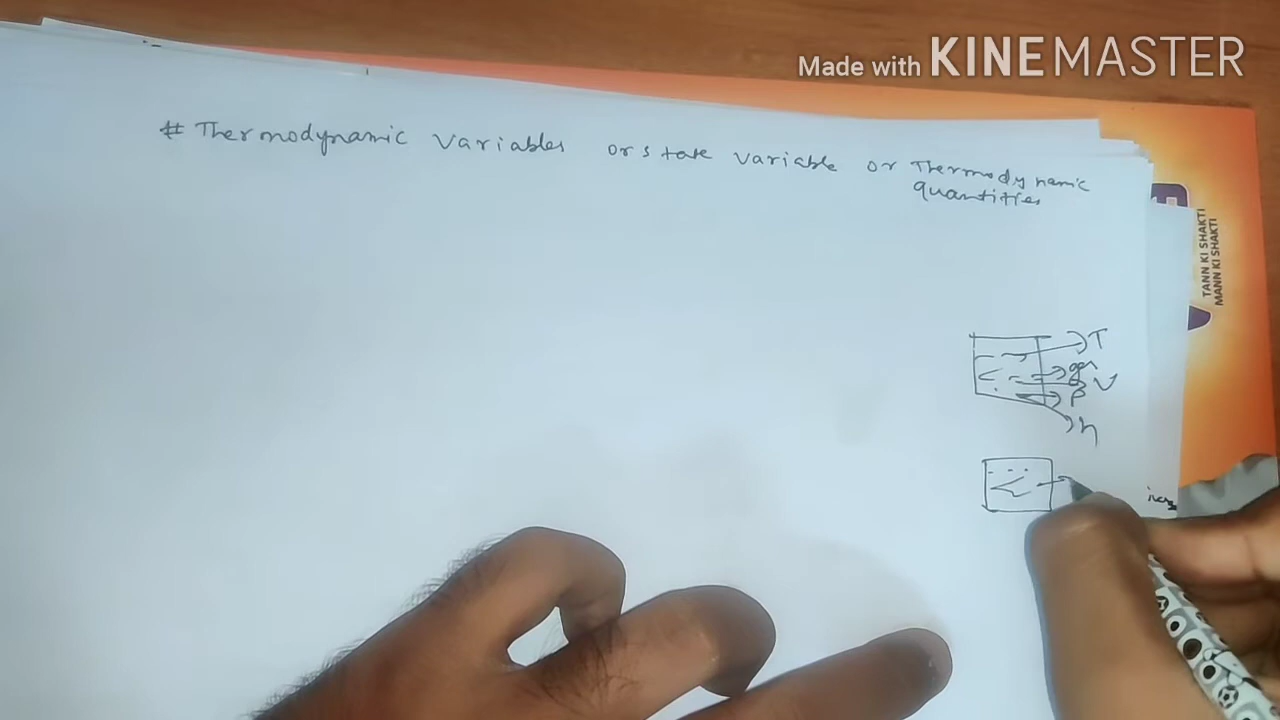 Made with KINEMASTER
# Thermodynamic Variables or state variable or Thermodynamic
quantities
TANN KI SHAKTI
MANN KI SHAKTI
T
V
P
n